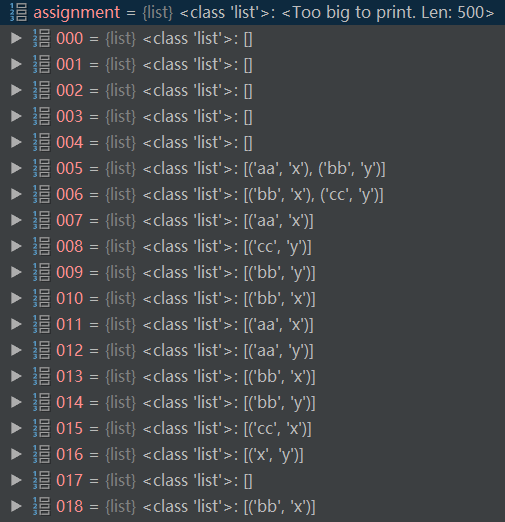 assignment = {list} <class 'list'>: <Too big to print. Len: 500>
000 = {list} <class 'list'>: []
001 = {list} <class 'list'>: []
002 = {list} <class 'list'>: []
003 = {list} <class 'list'>: []
004 = {list} <class 'list'>: []
005 = {list} <class 'list'>: [('aa', 'x'), ('bb', 'y')]
006 = {list} <class 'list'>: [('bb', 'x'), ('cc', 'y')]
007 = {list} <class 'list'>: [('aa', 'x')]
008 = {list} <class 'list'>: [('cc', 'y')]
009 = {list} <class 'list'>: [('bb', 'y')]
010 = {list} <class 'list'>: [('bb', 'x')]
011 = {list} <class 'list'>: [('aa', 'x')]
012 = {list} <class 'list'>: [('aa', 'y')]
013 = {list} <class 'list'>: [('bb', 'x')]
014 = {list} <class 'list'>: [('bb', 'y')]
015 = {list} <class 'list'>: [('cc', 'x')]
016 = {list} <class 'list'>: [('x', 'y')]
017 = {list} <class 'list'>: []
018 = {list} <class 'list'>: [('bb', 'x')]